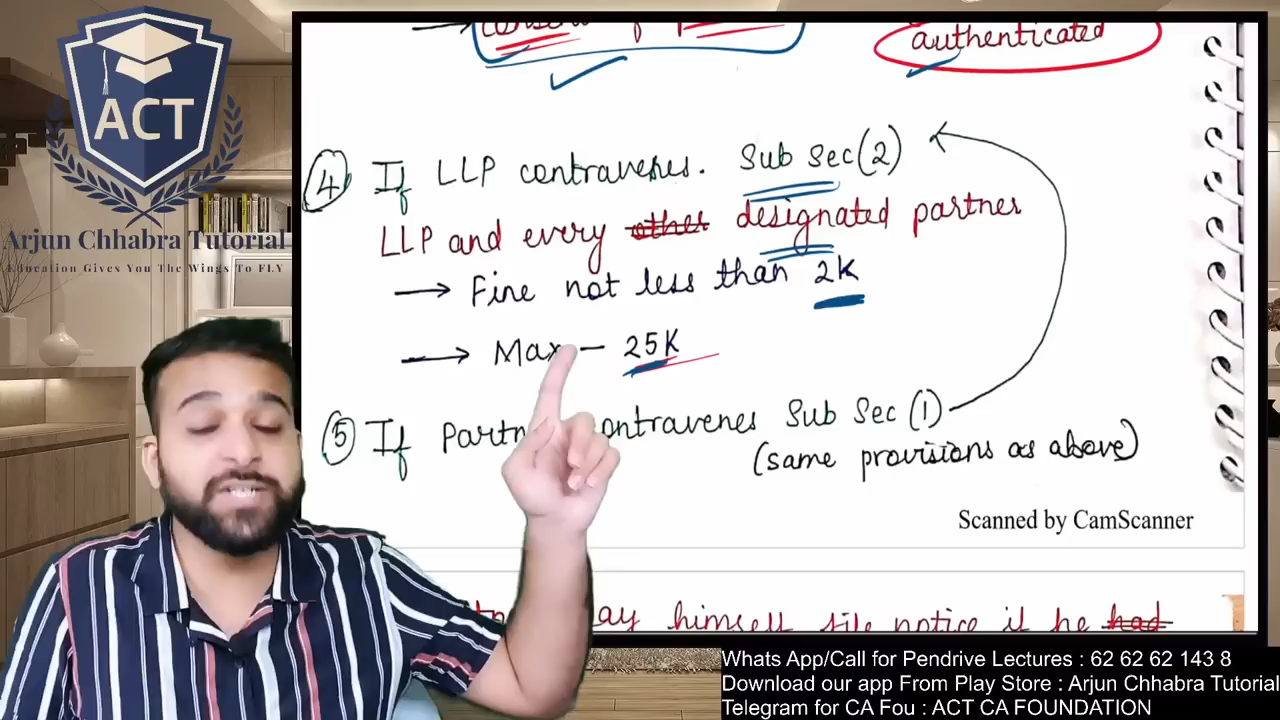 ACT
Arjun Chhabra Tutorial
Education Gives You The Wings To FLY
authenticated
④ If LLP contravenes. Sub Sec (2)
LLP and every other designated partner
→ Fine not less than 2K
→ Max - 25K
⑤ If Partn ontravenes Sub Sec (1)
(same provisions as above)
Scanned by CamScanner
ay himself file notice if he had
Whats App/Call for Pendrive Lectures : 62 62 62 143 8
Download our app From Play Store : Arjun Chhabra Tutorial
Telegram for CA Fou : ACT CA FOUNDATION